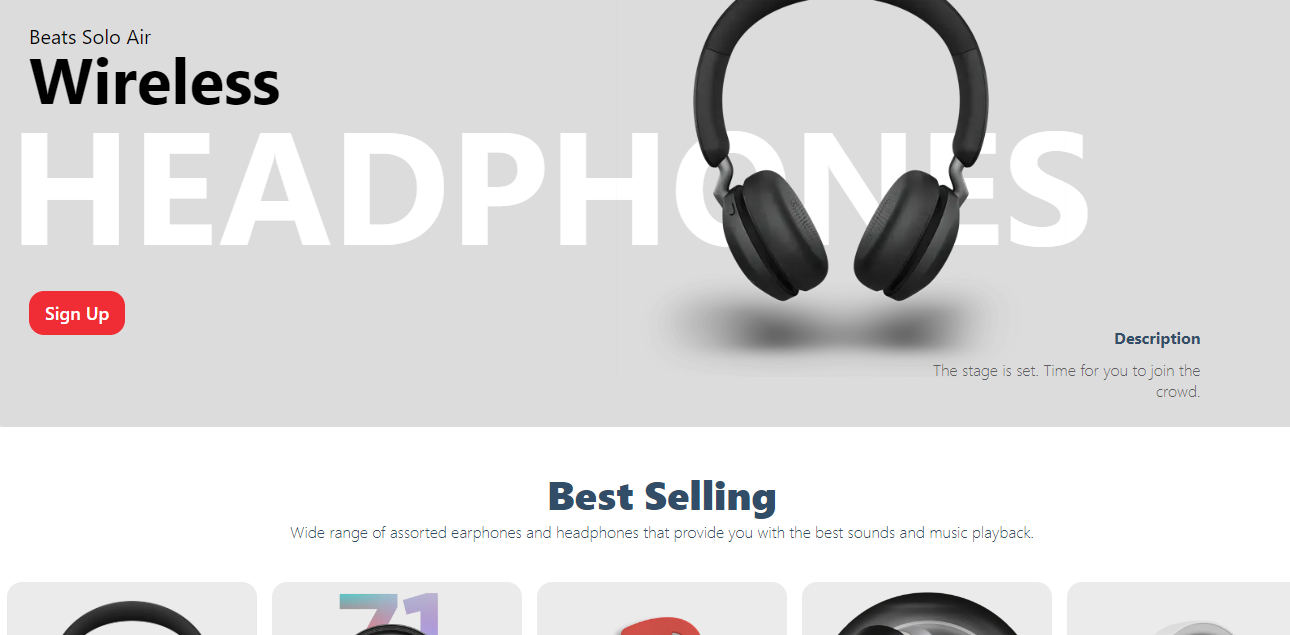 Beats Solo Air
Wireless
HEADPHONES
Sign Up
Description
The stage is set. Time for you to join the
crowd.
Best Selling
Wide range of assorted earphones and headphones that provide you with the best sounds and music playback.
71